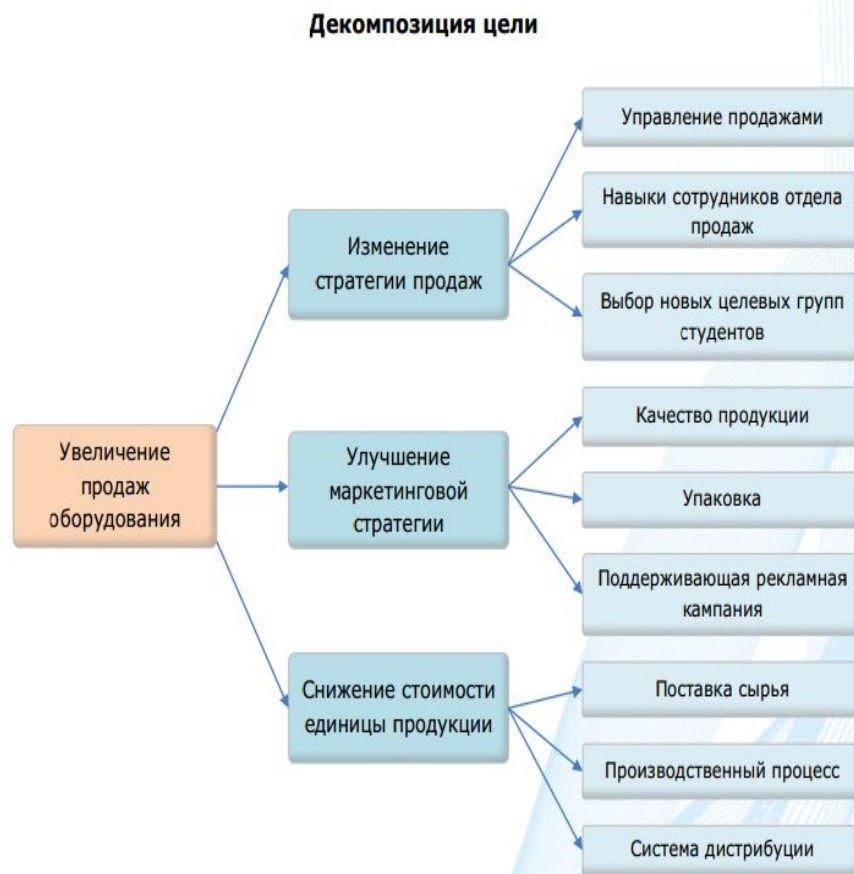 Декомпозиция цели
Увеличение
продаж
оборудования
Изменение
стратегии продаж
Управление продажами
Навыки сотрудников отдела
продаж
Выбор новых целевых групп
студентов
Улучшение
маркетинговой
стратегии
Качество продукции
Упаковка
Поддерживающая рекламная
кампания
Снижение стоимости
единицы продукции
Поставка сырья
Производственный процесс
Система дистрибуции